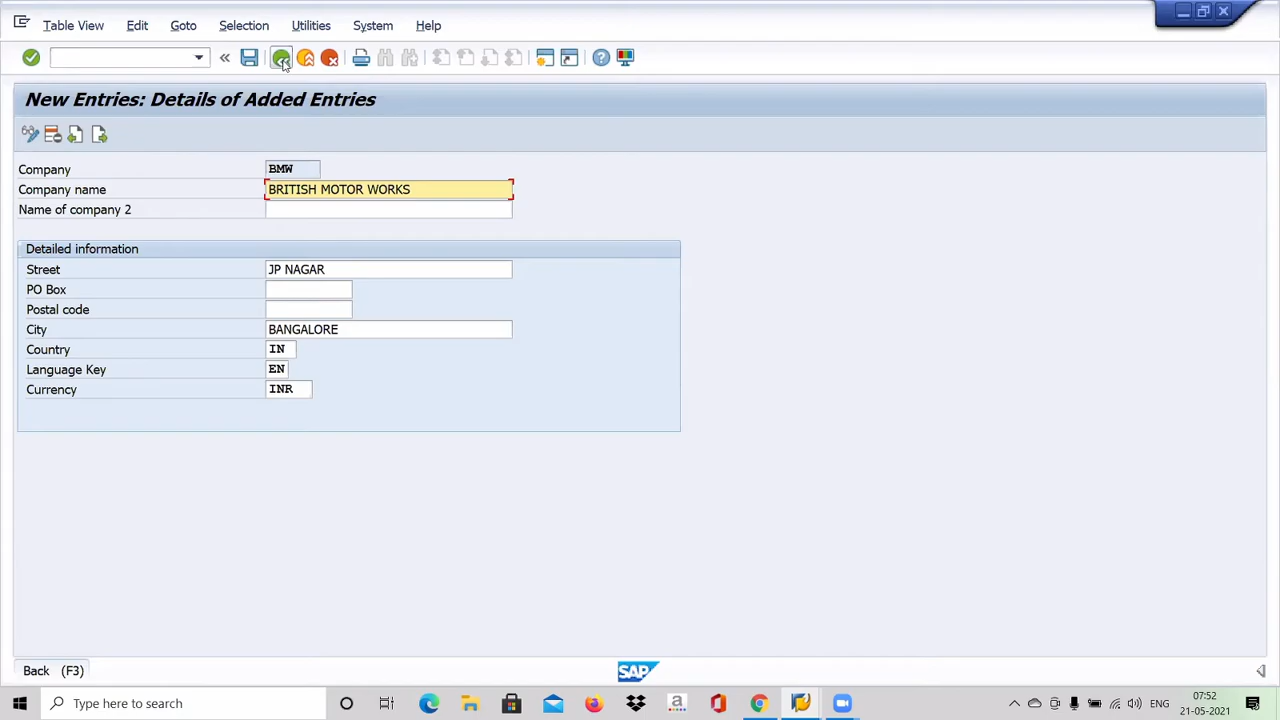 Table View Edit Goto Selection Utilities System Help
New Entries: Details of Added Entries
Company BMW
Company name BRITISH MOTOR WORKS
Name of company 2
Detailed information
Street JP NAGAR
PO Box
Postal code
City BANGALORE
Country IN
Language Key EN
Currency INR
Back (F3) SAP
Type here to search ENG 07:52
21-05-2021